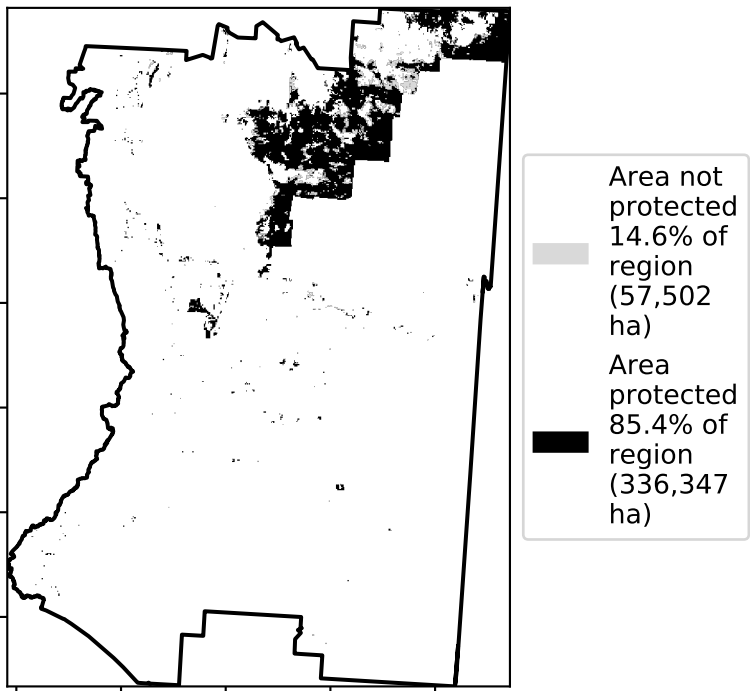 Area not
protected
14.6% of
region
(57,502
ha)
Area
protected
85.4% of
region
(336,347
ha)